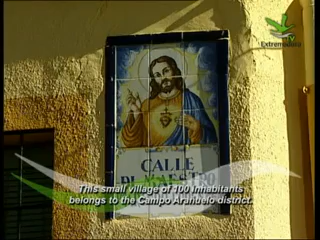 Extremadura
CALLE
This small village of 100 inhabitants
belongs to the Campo Arañuelo district.